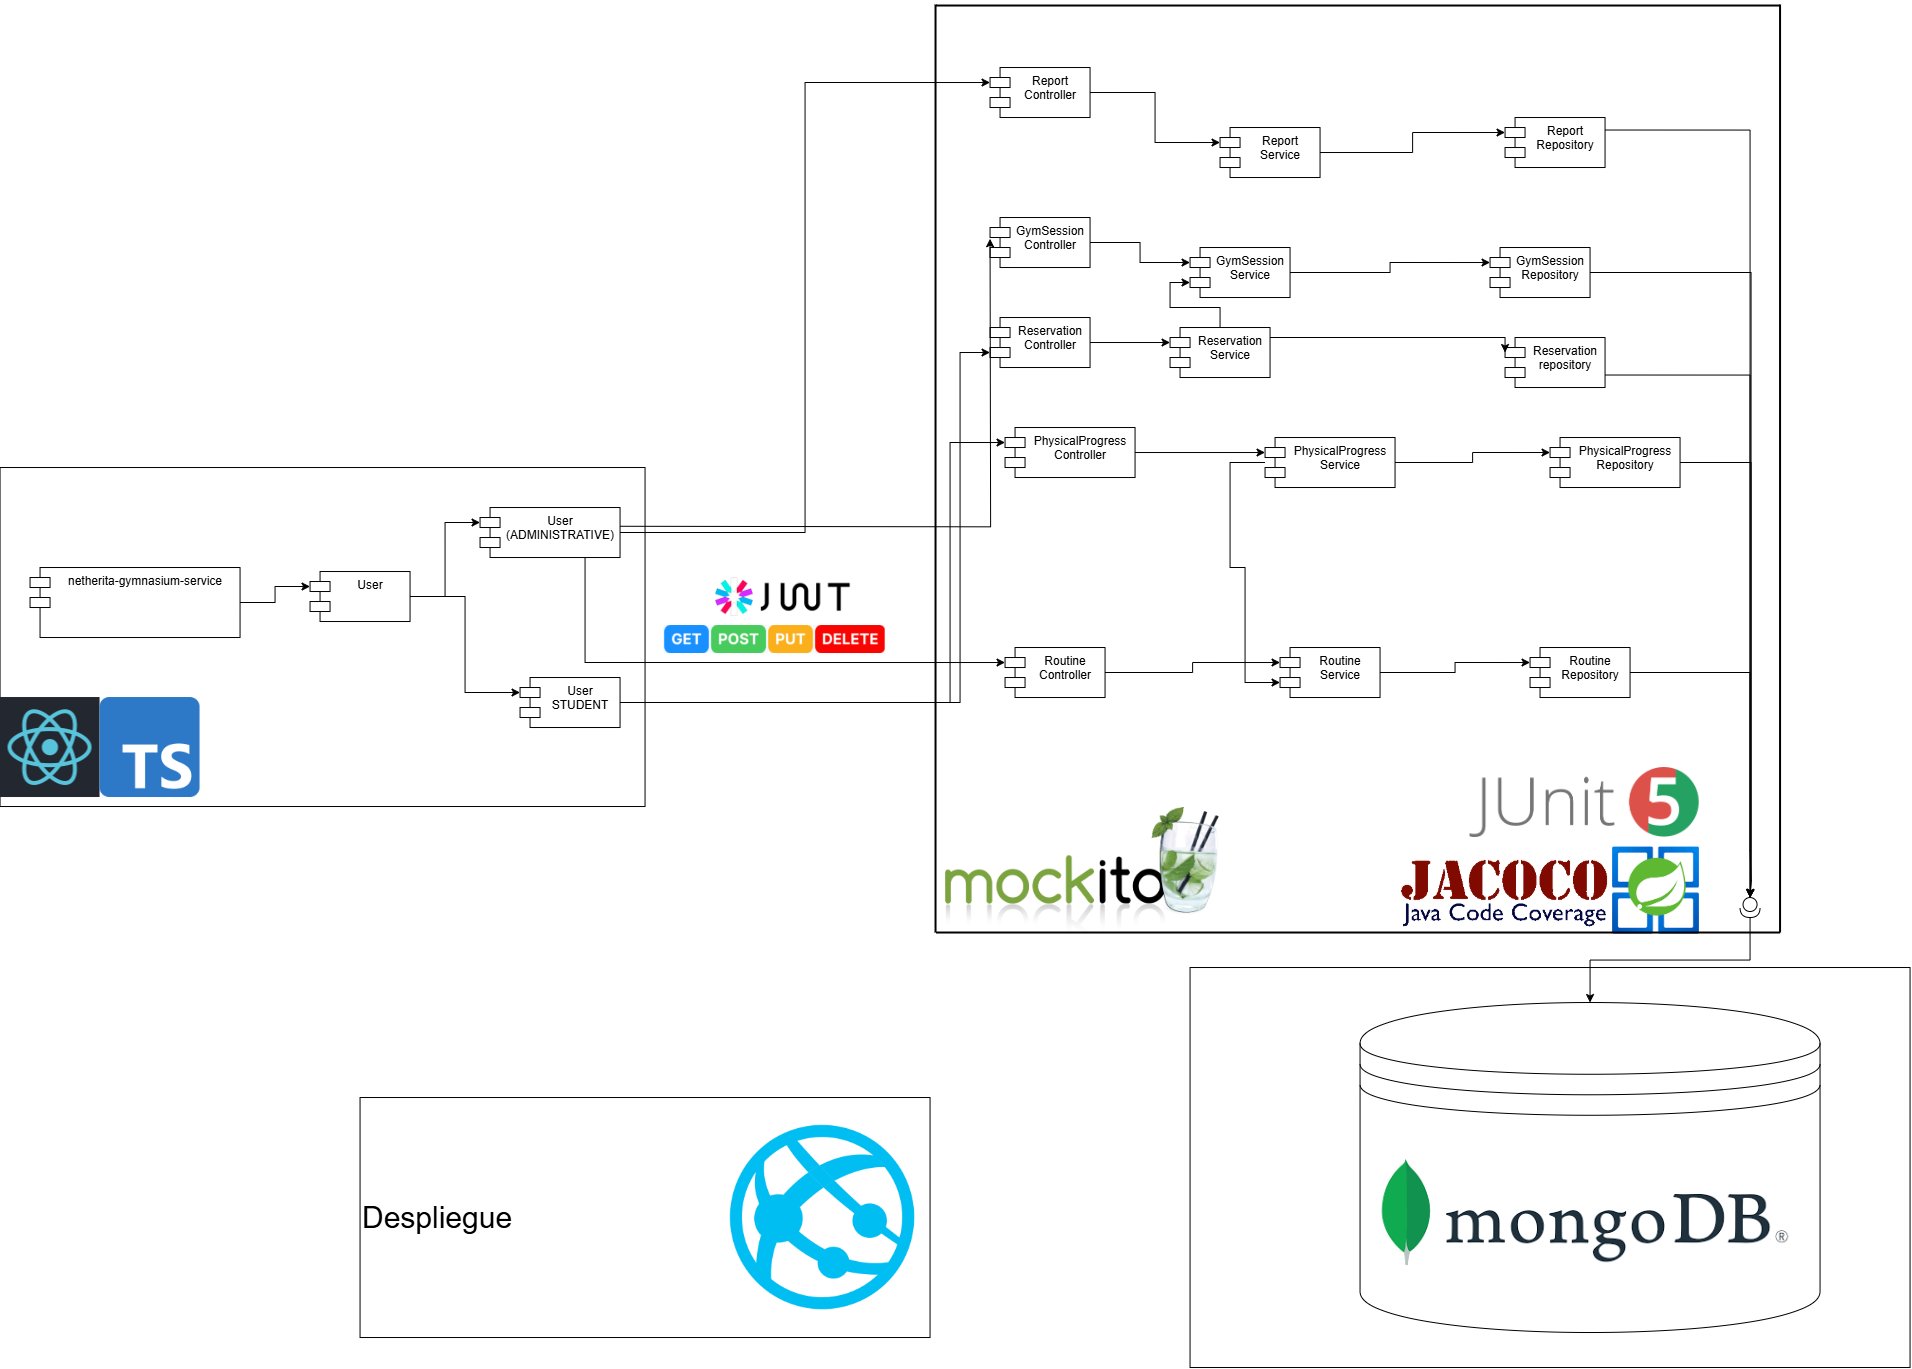 Report
Controller
Report
Service
Report
Repository
GymSession
Controller
GymSession
Service
GymSession
Repository
Reservation
Controller
Reservation
Service
Reservation
repository
PhysicalProgress
Controller
PhysicalProgress
Service
PhysicalProgress
Repository
netherita-gymnasium-service
User
User
(ADMINISTRATIVE)
User
STUDENT
JWT
GET POST PUT DELETE
Routine
Controller
Routine
Service
Routine
Repository
TS
mockito
JUnit 5
JACOCO
Java Code Coverage
Despliegue
mongoDB®